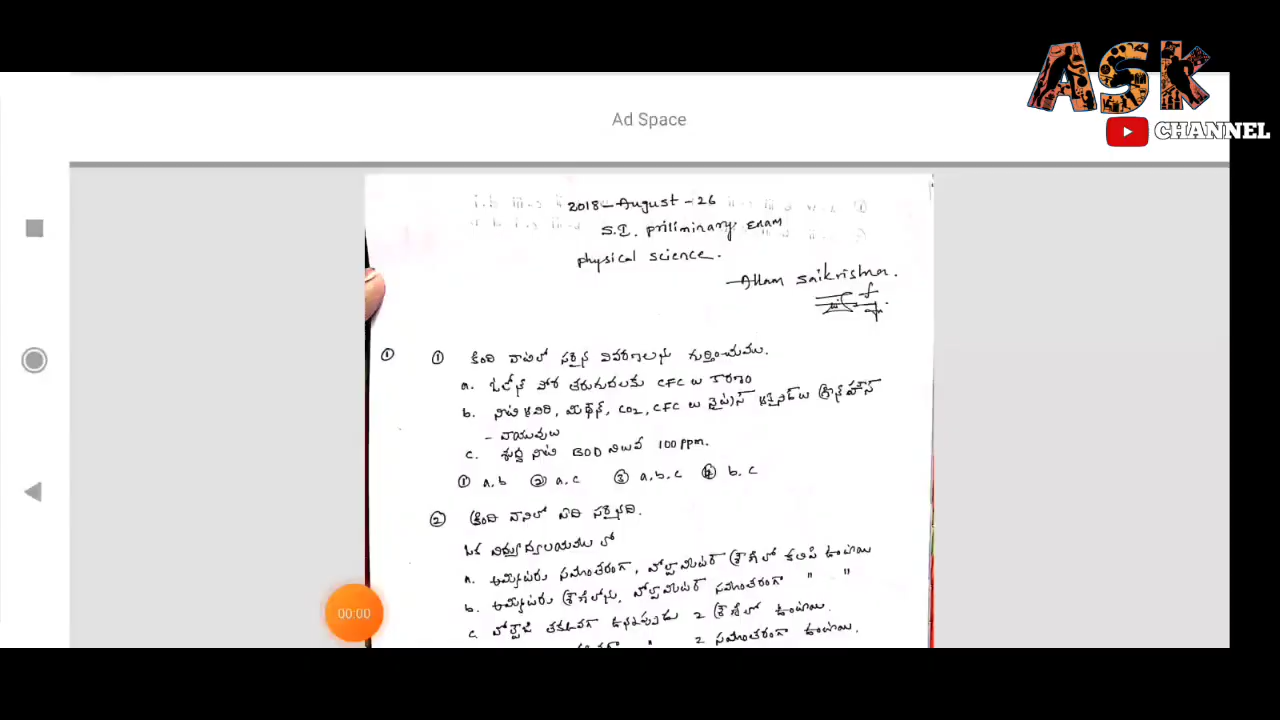 ASK
CHANNEL
Ad Space
2018 - August - 26
S.I. priliminary exam
physical science.
- Allam saikrishna.
① ① కింది వాటిలో సరైన వివరణలను గుర్తించుము.
a. ఓజోన్ పొర తరుగుదలకు CFC లు కారణం
b. నీటి ఆవిరి, మీథేన్, CO2, CFC లు నైట్రస్ ఆక్సైడ్‌లు గ్రీన్‌హౌస్
- వాయువులు
c. శుద్ధ నీటి BOD విలువ 100 ppm.
① a.b ② a.c ③ a.b.c ④ b.c
② క్రింది వానిలో ఏది సరైనది.
ఒక విద్యుద్వలయము లో
a. అమ్మీటరు సమాంతరంగా, వోల్టామీటర్ శ్రేణిలో కలిపి ఉంటాయి
b. అమ్మీటరు శ్రేణిలోను, వోల్టామీటర్ సమాంతరంగా " "
c. వోల్టేజి తక్కువగా ఉన్నప్పుడు 2 శ్రేణిలో ఉంటాయి.
" 2 సమాంతరంగా ఉంటాయి.
00:00